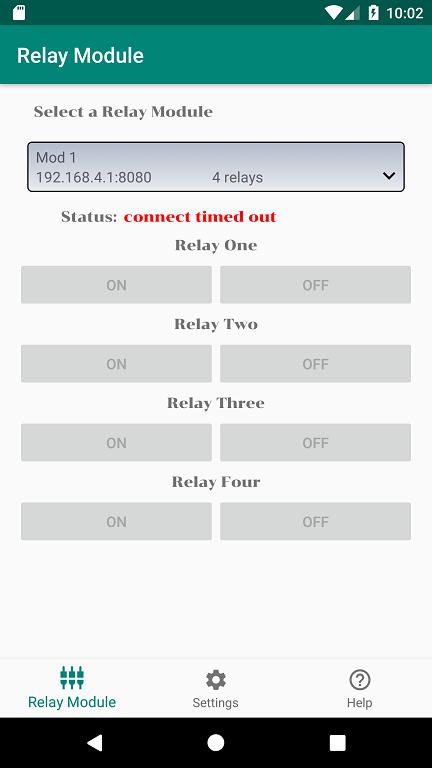 10:02
Relay Module
Select a Relay Module
Mod 1
192.168.4.1:8080 4 relays
Status: connect timed out
Relay One
ON OFF
Relay Two
ON OFF
Relay Three
ON OFF
Relay Four
ON OFF
Relay Module Settings Help